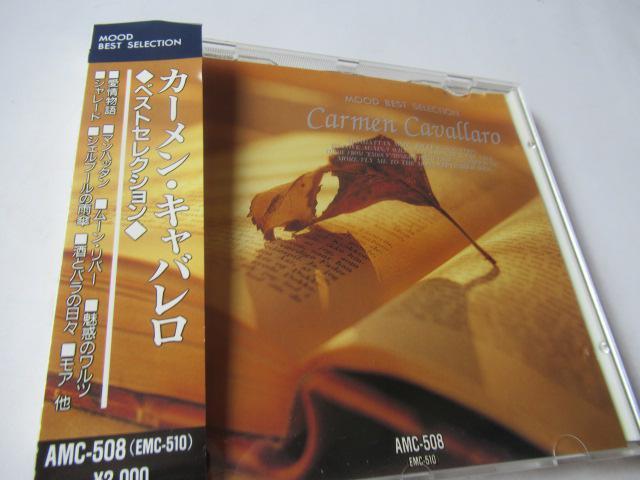 MOOD
BEST SELECTION
カーメン・キャバレロ
◆ベストセレクション◆
■愛情物語 ■マンハッタン ■ムーン・リバー ■魅惑のワルツ
■シャレード ■シェルブールの雨傘 ■酒とバラの日々 ■モア 他
AMC-508(EMC-510)
¥2,000
MOOD BEST SELECTION
Carmen Cavallaro
AMC-508
EMC-510